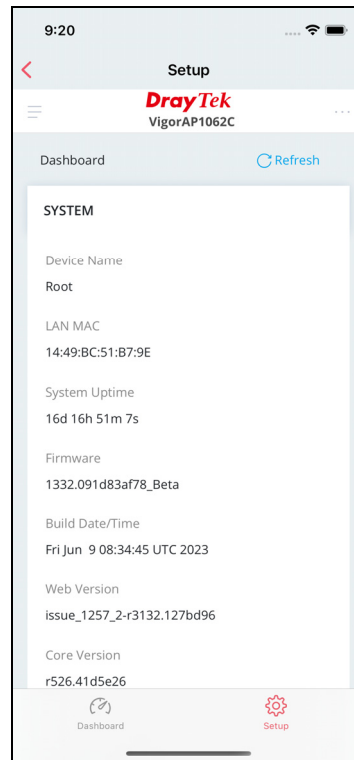 9:20
Setup
DrayTek
VigorAP1062C
Dashboard
Refresh
SYSTEM
Device Name
Root
LAN MAC
14:49:BC:51:B7:9E
System Uptime
16d 16h 51m 7s
Firmware
1332.091d83af78_Beta
Build Date/Time
Fri Jun 9 08:34:45 UTC 2023
Web Version
issue_1257_2-r3132.127bd96
Core Version
r526.41d5e26
Dashboard
Setup